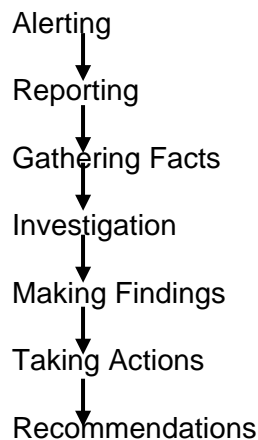 Alerting
Reporting
Gathering Facts
Investigation
Making Findings
Taking Actions
Recommendations